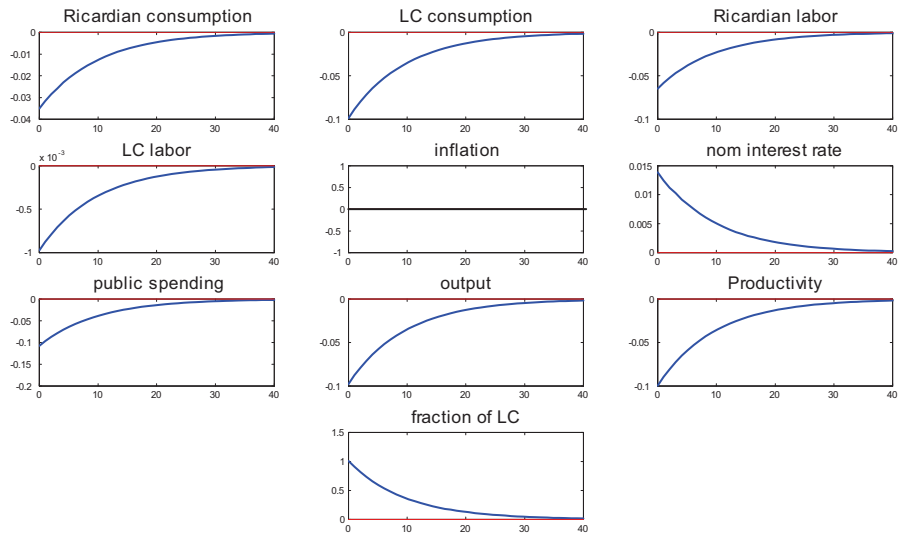 Ricardian consumption
0
-0.01
-0.02
-0.03
-0.04
0 10 20 30 40
LC consumption
0
-0.05
-0.1
0 10 20 30 40
Ricardian labor
0
-0.05
-0.1
0 10 20 30 40
LC labor
x 10⁻³
0
-0.5
-1
0 10 20 30 40
inflation
1
0.5
0
-0.5
-1
0 10 20 30 40
nom interest rate
0.015
0.01
0.005
0
0 10 20 30 40
public spending
0
-0.05
-0.1
-0.15
-0.2
0 10 20 30 40
output
0
-0.05
-0.1
0 10 20 30 40
Productivity
0
-0.05
-0.1
0 10 20 30 40
fraction of LC
1.5
1
0.5
0
0 10 20 30 40